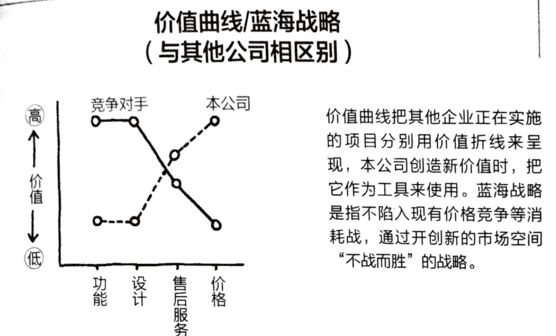 价值曲线/蓝海战略
（与其他公司相区别）
竞争对手
本公司
高
价值
低
功能
设计
售后服务
价格
价值曲线把其他企业正在实施
的项目分别用价值折线来呈
现，本公司创造新价值时，把
它作为工具来使用。蓝海战略
是指不陷入现有价格竞争等消
耗战，通过开创新的市场空间
“不战而胜”的战略。